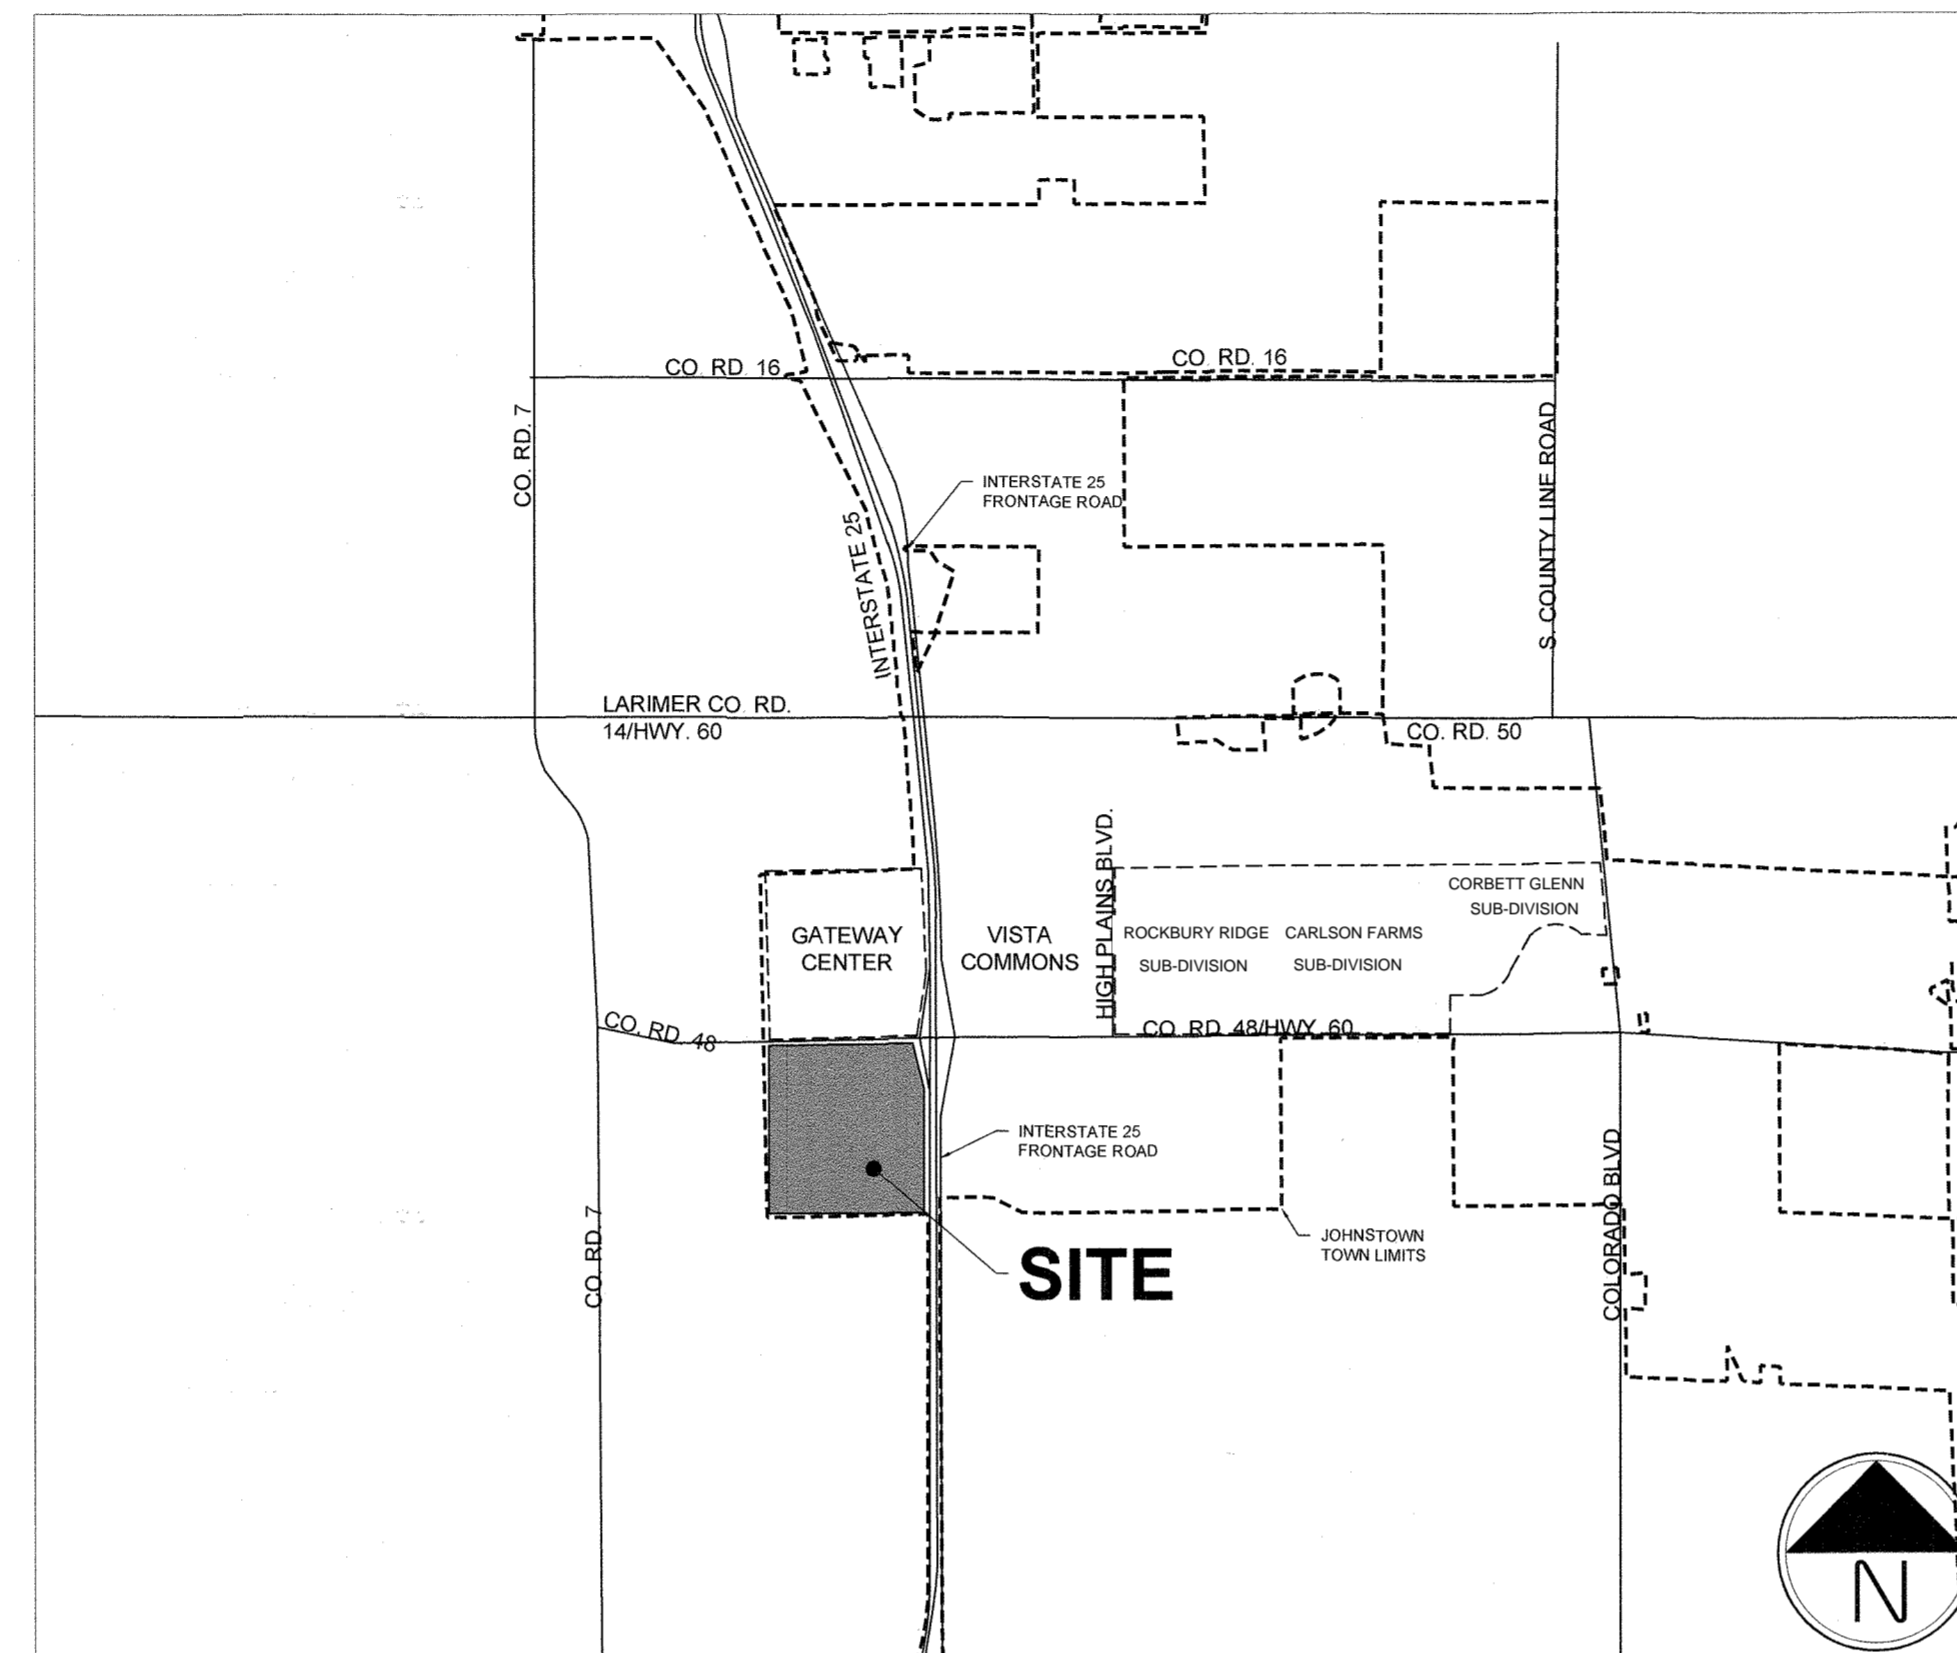 CO. RD. 16
CO. RD. 16
CO. RD. 7
S. COUNTY LINE ROAD
INTERSTATE 25
FRONTAGE ROAD
INTERSTATE 25
LARIMER CO. RD.
14/HWY. 60
CO. RD. 50
HIGH PLAINS BLVD.
CORBETT GLENN
SUB-DIVISION
GATEWAY
CENTER
VISTA
COMMONS
ROCKBURY RIDGE
SUB-DIVISION
CARLSON FARMS
SUB-DIVISION
CO. RD. 48
CO. RD. 48/HWY. 60
INTERSTATE 25
FRONTAGE ROAD
COLORADO BLVD
CO. RD. 7
JOHNSTOWN
TOWN LIMITS
SITE
N